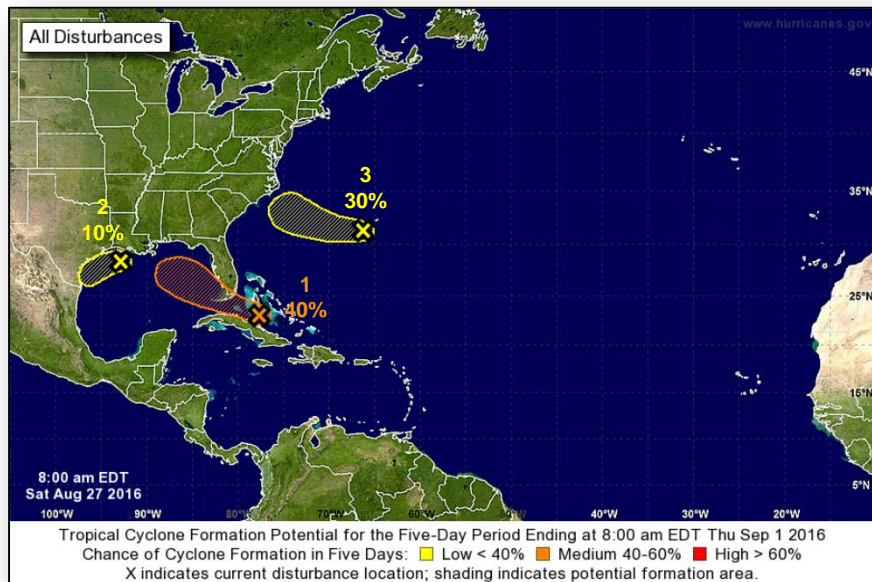 All Disturbances
www.hurricanes.gov
45°N
3
30%
35°N
2
10%
1
40%
25°N
15°N
5°N
100°W
90°W
80°W
70°W
60°W
50°W
40°W
30°W
20°W
8:00 am EDT
Sat Aug 27 2016
Tropical Cyclone Formation Potential for the Five-Day Period Ending at 8:00 am EDT Thu Sep 1 2016
Chance of Cyclone Formation in Five Days: Low < 40% Medium 40-60% High > 60%
X indicates current disturbance location; shading indicates potential formation area.